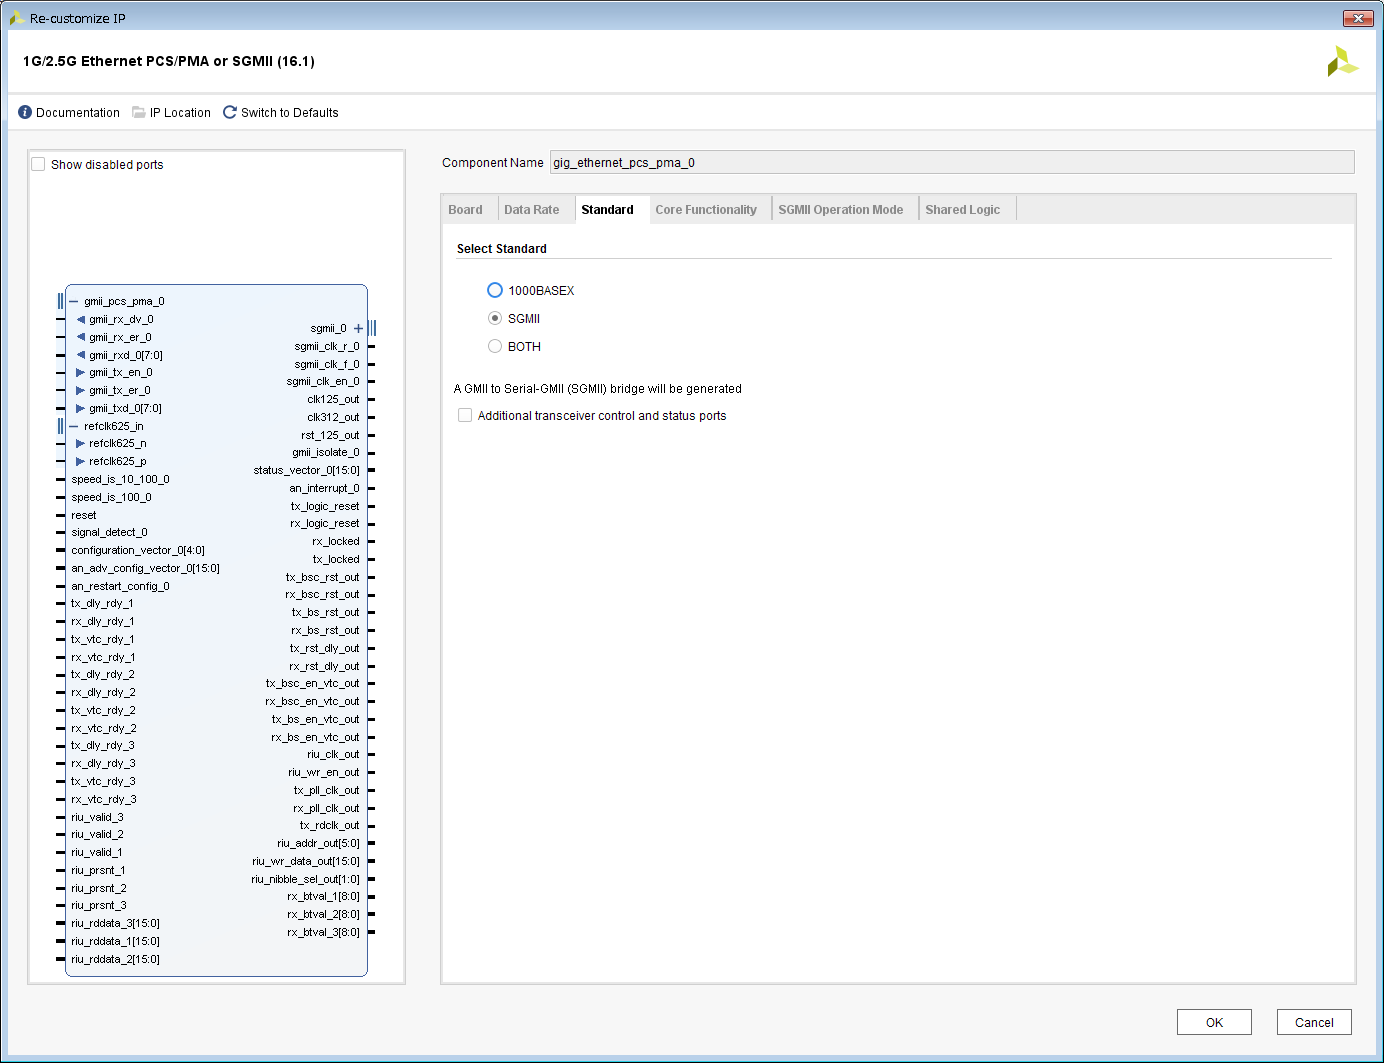 Re-customize IP
1G/2.5G Ethernet PCS/PMA or SGMII (16.1)
Documentation IP Location Switch to Defaults
Show disabled ports
gmii_pcs_pma_0
gmii_rx_dv_0
gmii_rx_er_0
gmii_rxd_0[7:0]
gmii_tx_en_0
gmii_tx_er_0
gmii_txd_0[7:0]
refclk625_in
refclk625_n
refclk625_p
speed_is_10_100_0
speed_is_100_0
reset
signal_detect_0
configuration_vector_0[4:0]
an_adv_config_vector_0[15:0]
an_restart_config_0
tx_dly_rdy_1
rx_dly_rdy_1
tx_vtc_rdy_1
rx_vtc_rdy_1
tx_dly_rdy_2
rx_dly_rdy_2
tx_vtc_rdy_2
rx_vtc_rdy_2
tx_dly_rdy_3
rx_dly_rdy_3
tx_vtc_rdy_3
rx_vtc_rdy_3
riu_valid_3
riu_valid_2
riu_valid_1
riu_prsnt_1
riu_prsnt_2
riu_prsnt_3
riu_rddata_3[15:0]
riu_rddata_1[15:0]
riu_rddata_2[15:0]
sgmii_0
sgmii_clk_r_0
sgmii_clk_f_0
sgmii_clk_en_0
clk125_out
clk312_out
rst_125_out
gmii_isolate_0
status_vector_0[15:0]
an_interrupt_0
tx_logic_reset
rx_logic_reset
rx_locked
tx_locked
tx_bsc_rst_out
rx_bsc_rst_out
tx_bs_rst_out
rx_bs_rst_out
tx_rst_dly_out
rx_rst_dly_out
tx_bsc_en_vtc_out
rx_bsc_en_vtc_out
tx_bs_en_vtc_out
rx_bs_en_vtc_out
riu_clk_out
riu_wr_en_out
tx_pll_clk_out
rx_pll_clk_out
tx_rdclk_out
riu_addr_out[5:0]
riu_wr_data_out[15:0]
riu_nibble_sel_out[1:0]
rx_btval_1[8:0]
rx_btval_2[8:0]
rx_btval_3[8:0]
Component Name gig_ethernet_pcs_pma_0
Board Data Rate Standard Core Functionality SGMII Operation Mode Shared Logic
Select Standard
1000BASEX
SGMII
BOTH
A GMII to Serial-GMII (SGMII) bridge will be generated
Additional transceiver control and status ports
OK Cancel